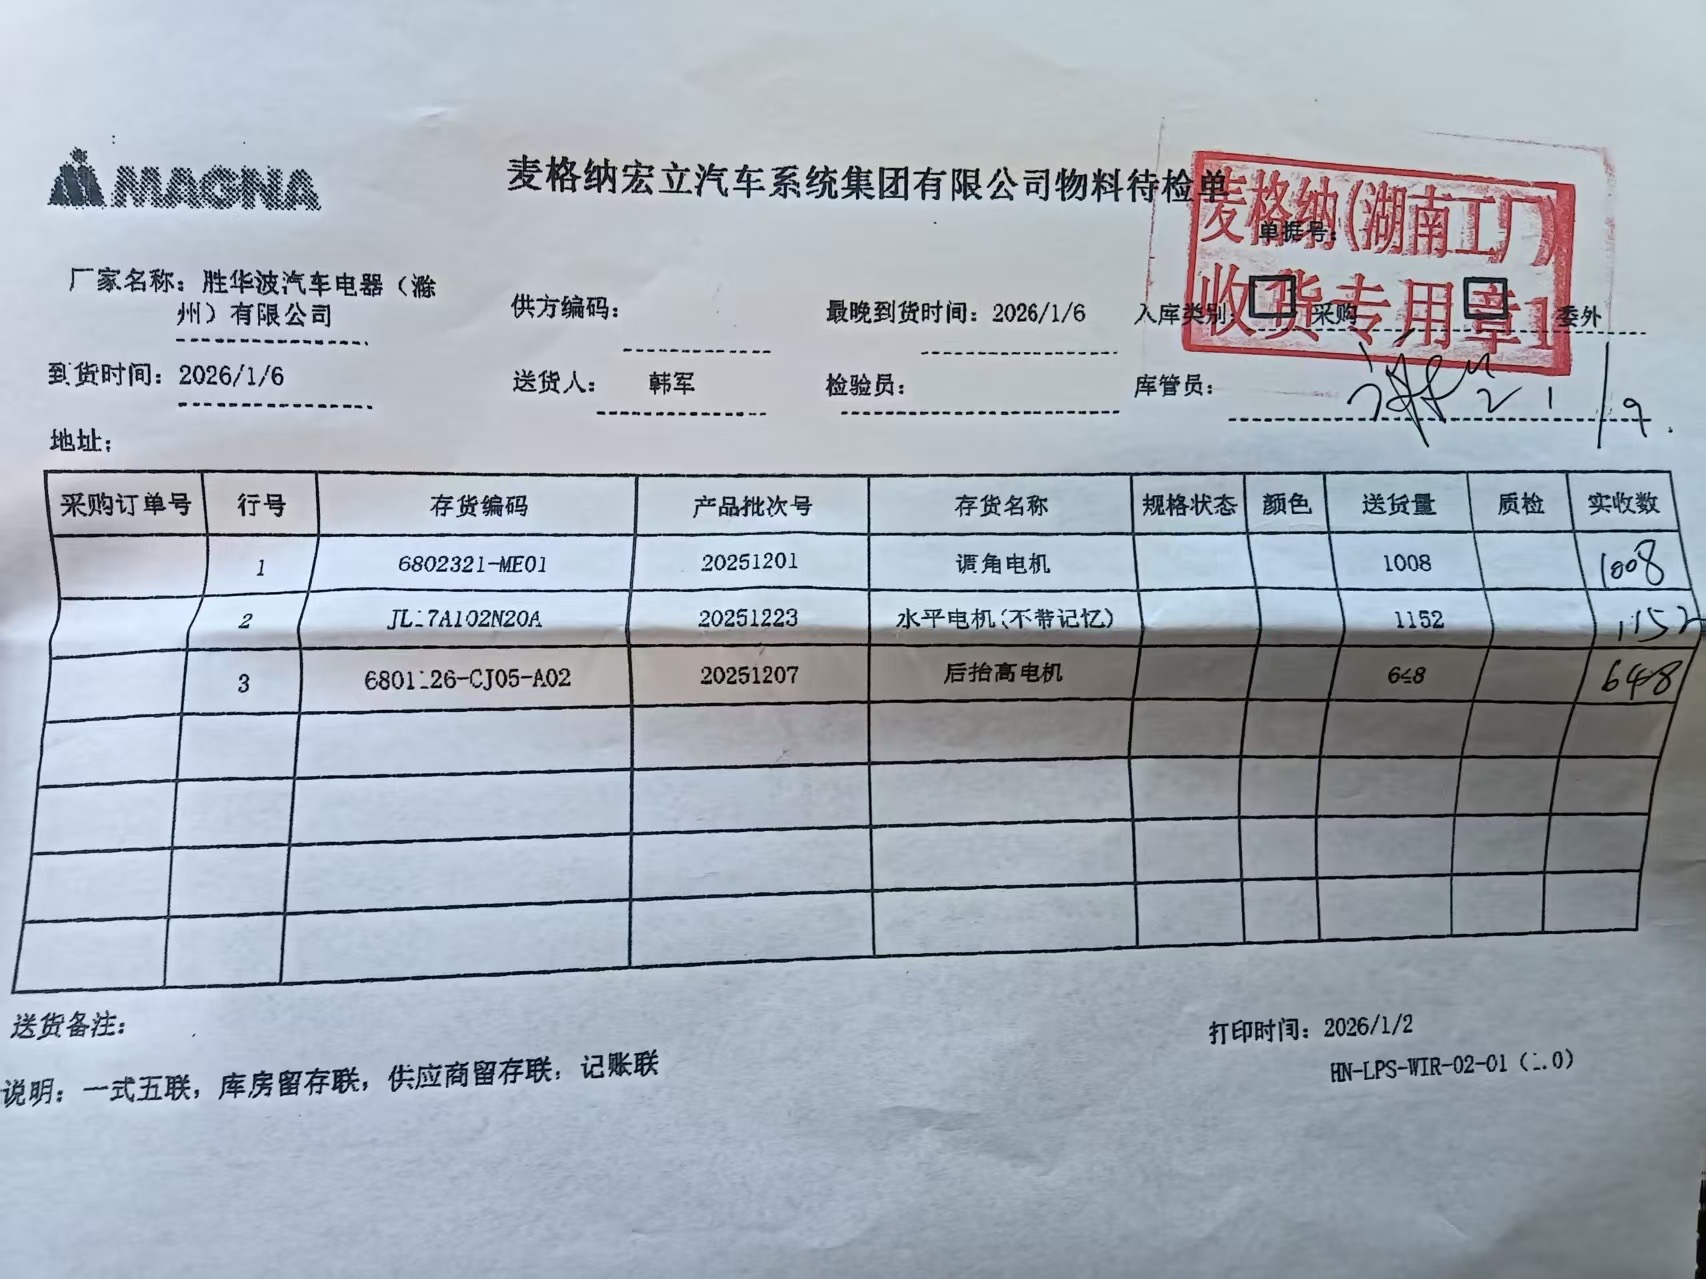 MAGNA
麦格纳宏立汽车系统集团有限公司物料待检单
麦格纳(湖南工厂)
收货专用章1
单据号:
厂家名称: 胜华波汽车电器（滁州）有限公司
供方编码:
最晚到货时间: 2026/1/6
入库类别: 采购 委外
到货时间: 2026/1/6
送货人: 韩军
检验员:
库管员:
地址:
采购订单号 行号 存货编码 产品批次号 存货名称 规格状态 颜色 送货量 质检 实收数
1 6802321-ME01 20251201 调角电机 1008 1008
2 20251223 水平电机(不带记忆) 1152 1152
3 20251207 后抬高电机 648 648
送货备注:
打印时间: 2026/1/2
说明: 一式五联, 库房留存联, 供应商留存联, 记账联
HN-LPS-WIR-02-01